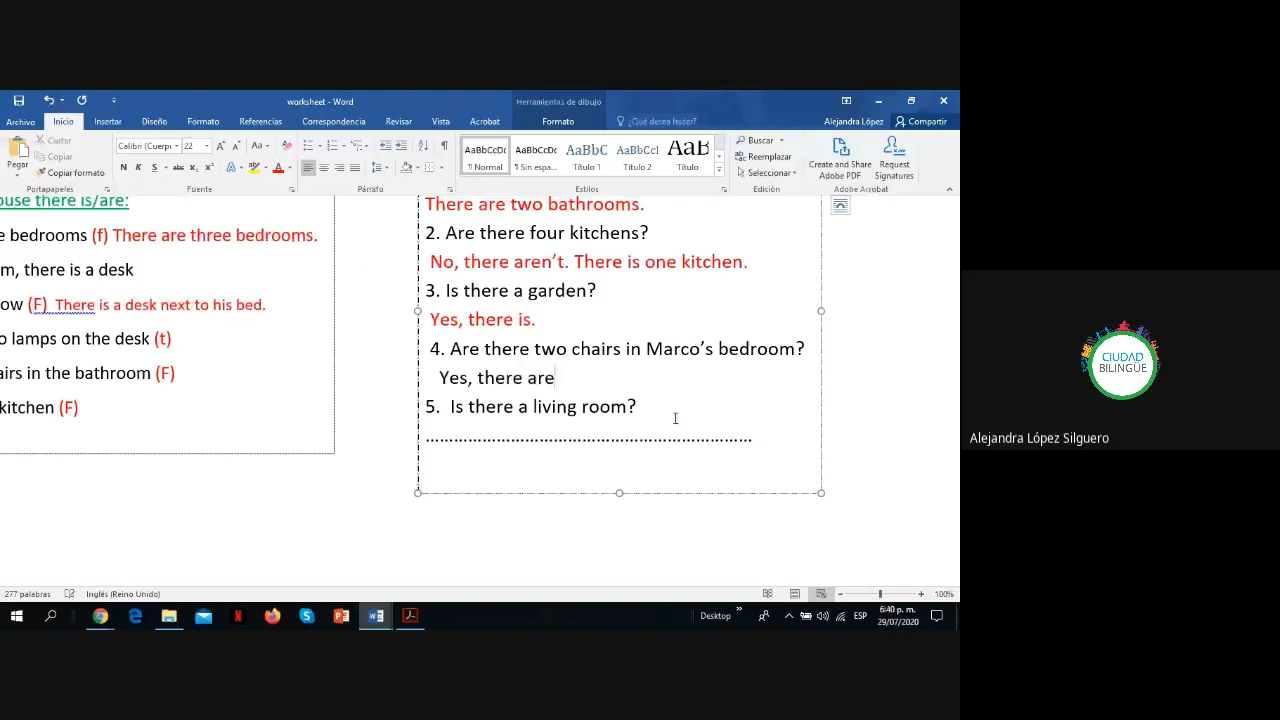 worksheet - Word
Herramientas de dibujo
Archivo Inicio Insertar Diseño Formato Referencias Correspondencia Revisar Vista Acrobat Formato ¿Qué desea hacer? Alejandra López Compartir
Pegar
Cortar
Copiar
Copiar formato
Portapapeles
Calibri (Cuerpo 22
N K S
Fuente
Párrafo
AaBbCcDc AaBbCcDc AaBbC AaBbCcI AaB
¶ Normal ¶ Sin espa... Título 1 Título 2 Título
Estilos
Buscar
Reemplazar
Seleccionar
Edición
Create and Share Adobe PDF
Request Signatures
Adobe Acrobat
ouse there is/are:
e bedrooms (f) There are three bedrooms.
m, there is a desk
ow (F) There is a desk next to his bed.
o lamps on the desk (t)
airs in the bathroom (F)
kitchen (F)
There are two bathrooms.
2. Are there four kitchens?
No, there aren’t. There is one kitchen.
3. Is there a garden?
Yes, there is.
4. Are there two chairs in Marco’s bedroom?
Yes, there are
5. Is there a living room?
……………………………………………………………
277 palabras Inglés (Reino Unido) 100%
Desktop ESP 6:40 p. m.
29/07/2020
CIUDAD
BILINGÜE
Alejandra López Silguero